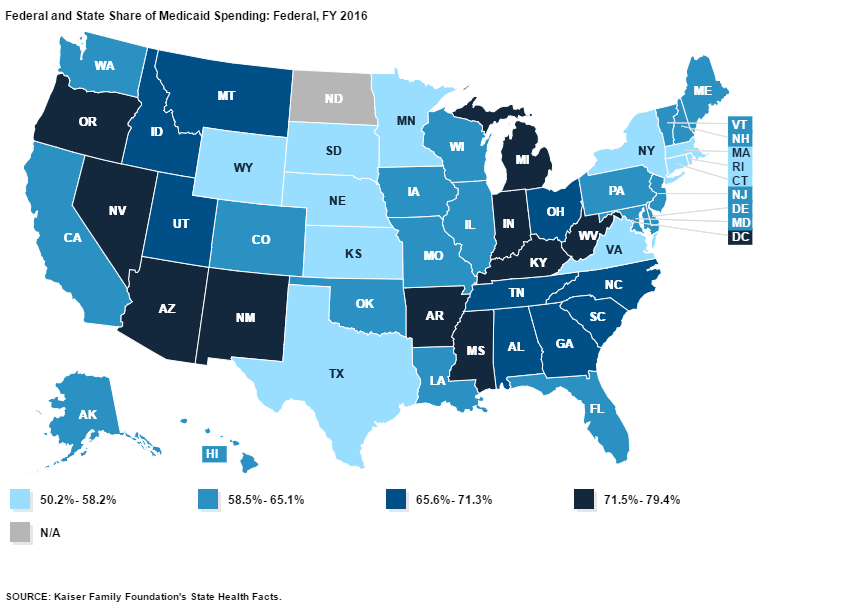 Federal and State Share of Medicaid Spending: Federal, FY 2016
WA
ME
MT
ND
VT
OR
MN
NH
ID
SD
WI
NY
MA
WY
MI
RI
CT
IA
PA
NJ
NE
NV
OH
DE
UT
IL
IN
MD
CA
CO
WV
DC
KS
MO
VA
KY
NC
TN
OK
AZ
NM
AR
SC
MS
AL
GA
TX
LA
FL
AK
HI
50.2%- 58.2% 58.5%- 65.1% 65.6%- 71.3% 71.5%- 79.4%
N/A
SOURCE: Kaiser Family Foundation's State Health Facts.